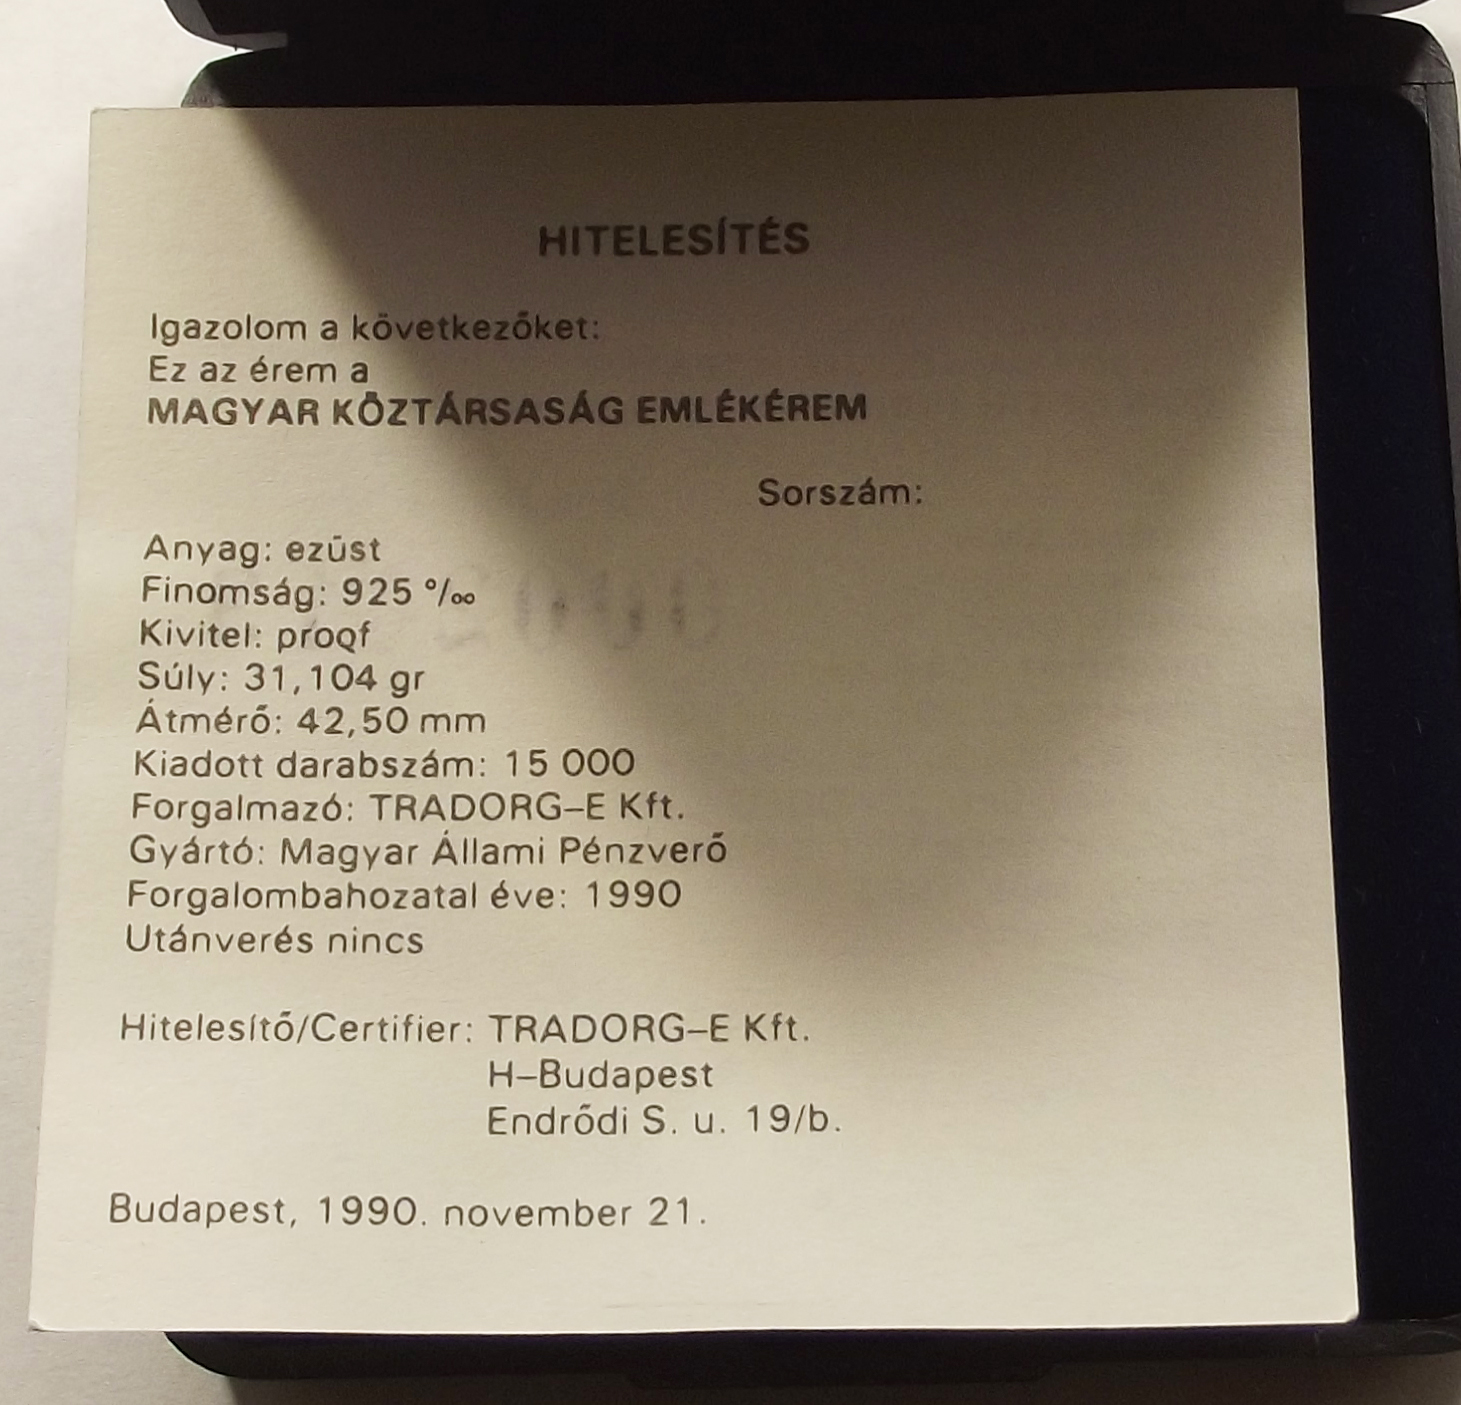 HITELESÍTÉS
Igazolom a következőket:
Ez az érem a
MAGYAR KÖZTÁRSASÁG EMLÉKÉREM
Sorszám:
Anyag: ezüst
Finomság: 925 ‰
Kivitel: proqf
Súly: 31,104 gr
Átmérő: 42,50 mm
Kiadott darabszám: 15 000
Forgalmazó: TRADORG–E Kft.
Gyártó: Magyar Állami Pénzverő
Forgalombahozatal éve: 1990
Utánverés nincs
Hitelesítő/Certifier: TRADORG–E Kft.
H–Budapest
Endrődi S. u. 19/b.
Budapest, 1990. november 21.